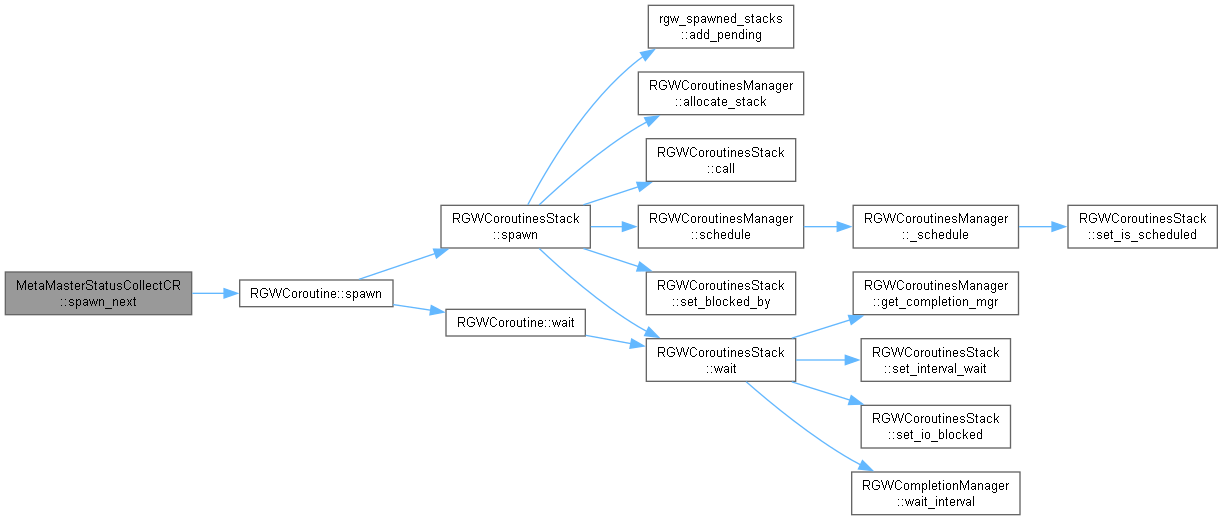 rgw_spawned_stacks
::add_pending
RGWCoroutinesManager
::allocate_stack
RGWCoroutinesStack
::call
RGWCoroutinesStack
::spawn
RGWCoroutinesManager
::schedule
RGWCoroutinesManager
::_schedule
RGWCoroutinesStack
::set_is_scheduled
MetaMasterStatusCollectCR
::spawn_next
RGWCoroutine::spawn
RGWCoroutinesStack
::set_blocked_by
RGWCoroutinesManager
::get_completion_mgr
RGWCoroutine::wait
RGWCoroutinesStack
::wait
RGWCoroutinesStack
::set_interval_wait
RGWCoroutinesStack
::set_io_blocked
RGWCompletionManager
::wait_interval